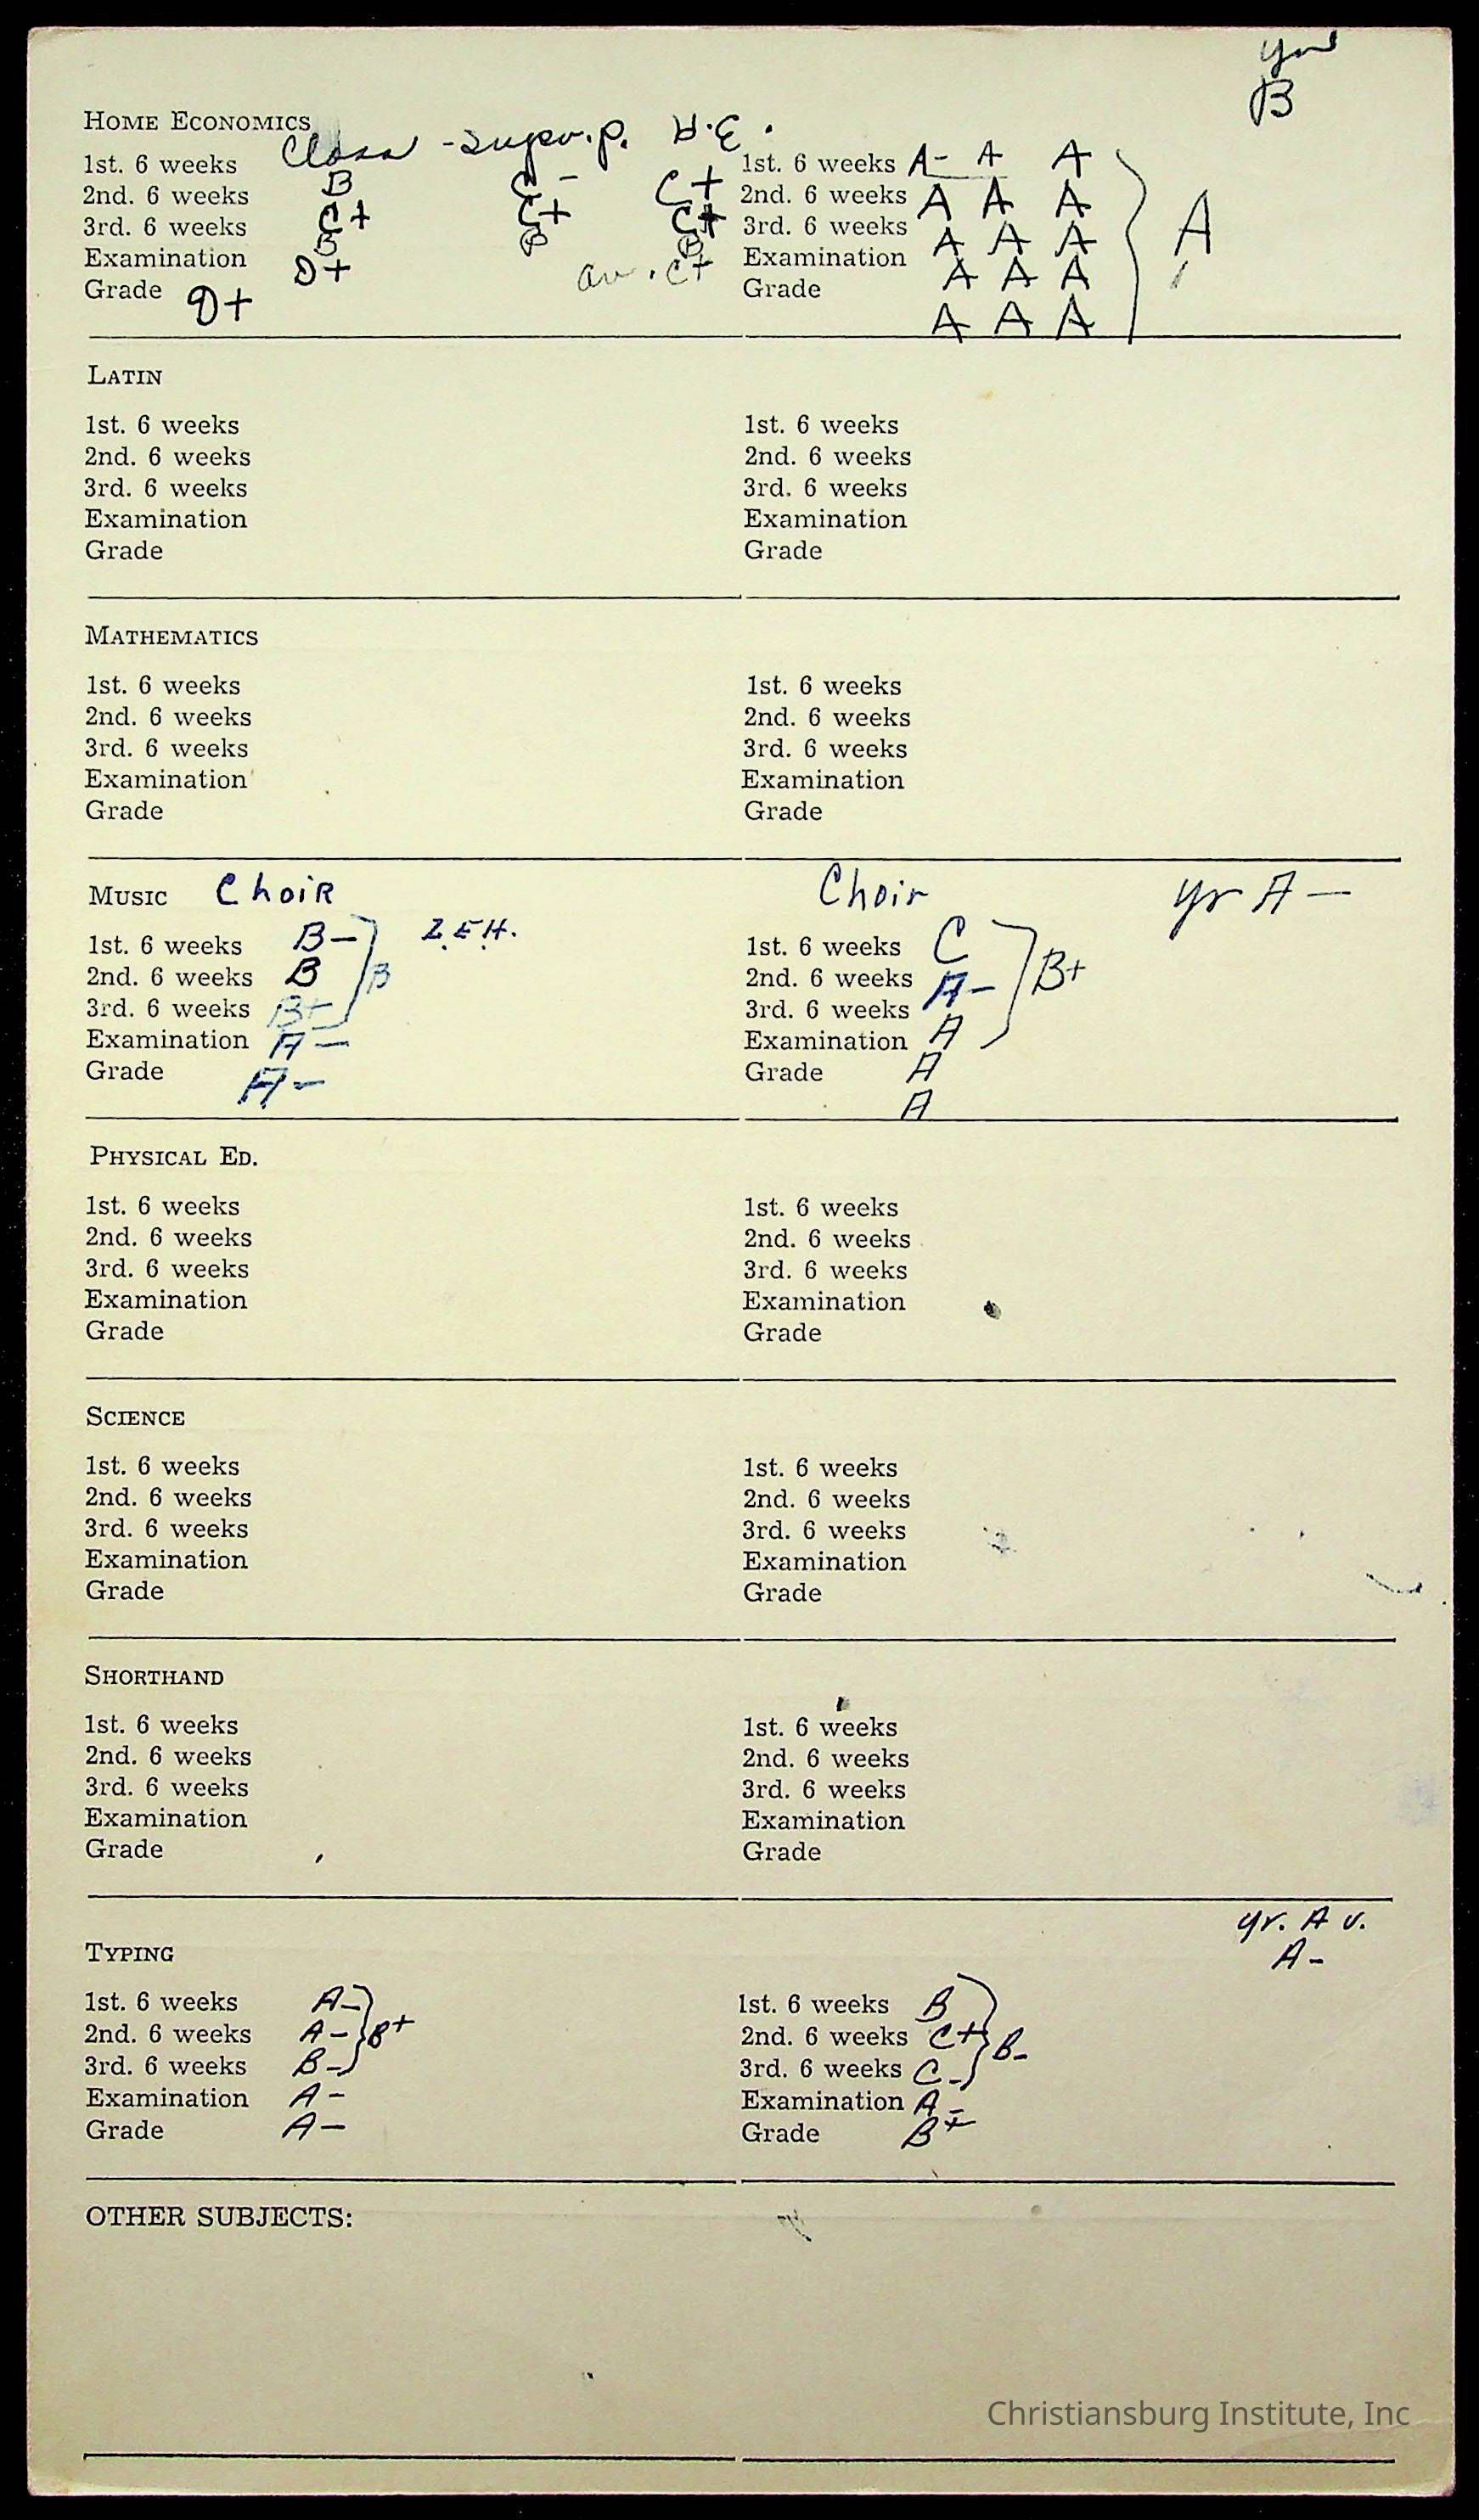 year
B
HOME ECONOMICS
Class - Superv. P. H.E.
1st. 6 weeks B C- C+
2nd. 6 weeks C+ C+ C+
3rd. 6 weeks B B B
Examination D+ av. C+
Grade D+
1st. 6 weeks A- A A
2nd. 6 weeks A A A
3rd. 6 weeks A A A
Examination A A A
Grade A A A
A
LATIN
1st. 6 weeks
2nd. 6 weeks
3rd. 6 weeks
Examination
Grade
1st. 6 weeks
2nd. 6 weeks
3rd. 6 weeks
Examination
Grade
MATHEMATICS
1st. 6 weeks
2nd. 6 weeks
3rd. 6 weeks
Examination
Grade
1st. 6 weeks
2nd. 6 weeks
3rd. 6 weeks
Examination
Grade
MUSIC Choir
Z.E.H.
1st. 6 weeks B-
2nd. 6 weeks B B
3rd. 6 weeks B+
Examination A-
Grade A-
Choir yr A-
1st. 6 weeks C
2nd. 6 weeks A- B+
3rd. 6 weeks A
Examination A
Grade A
PHYSICAL ED.
1st. 6 weeks
2nd. 6 weeks
3rd. 6 weeks
Examination
Grade
1st. 6 weeks
2nd. 6 weeks
3rd. 6 weeks
Examination
Grade
SCIENCE
1st. 6 weeks
2nd. 6 weeks
3rd. 6 weeks
Examination
Grade
1st. 6 weeks
2nd. 6 weeks
3rd. 6 weeks
Examination
Grade
SHORTHAND
1st. 6 weeks
2nd. 6 weeks
3rd. 6 weeks
Examination
Grade
1st. 6 weeks
2nd. 6 weeks
3rd. 6 weeks
Examination
Grade
TYPING
1st. 6 weeks A-
2nd. 6 weeks A- B+
3rd. 6 weeks B-
Examination A-
Grade A-
yr. Av.
A-
1st. 6 weeks B
2nd. 6 weeks C+ B-
3rd. 6 weeks C-
Examination A-
Grade B+
OTHER SUBJECTS:
Christiansburg Institute, Inc